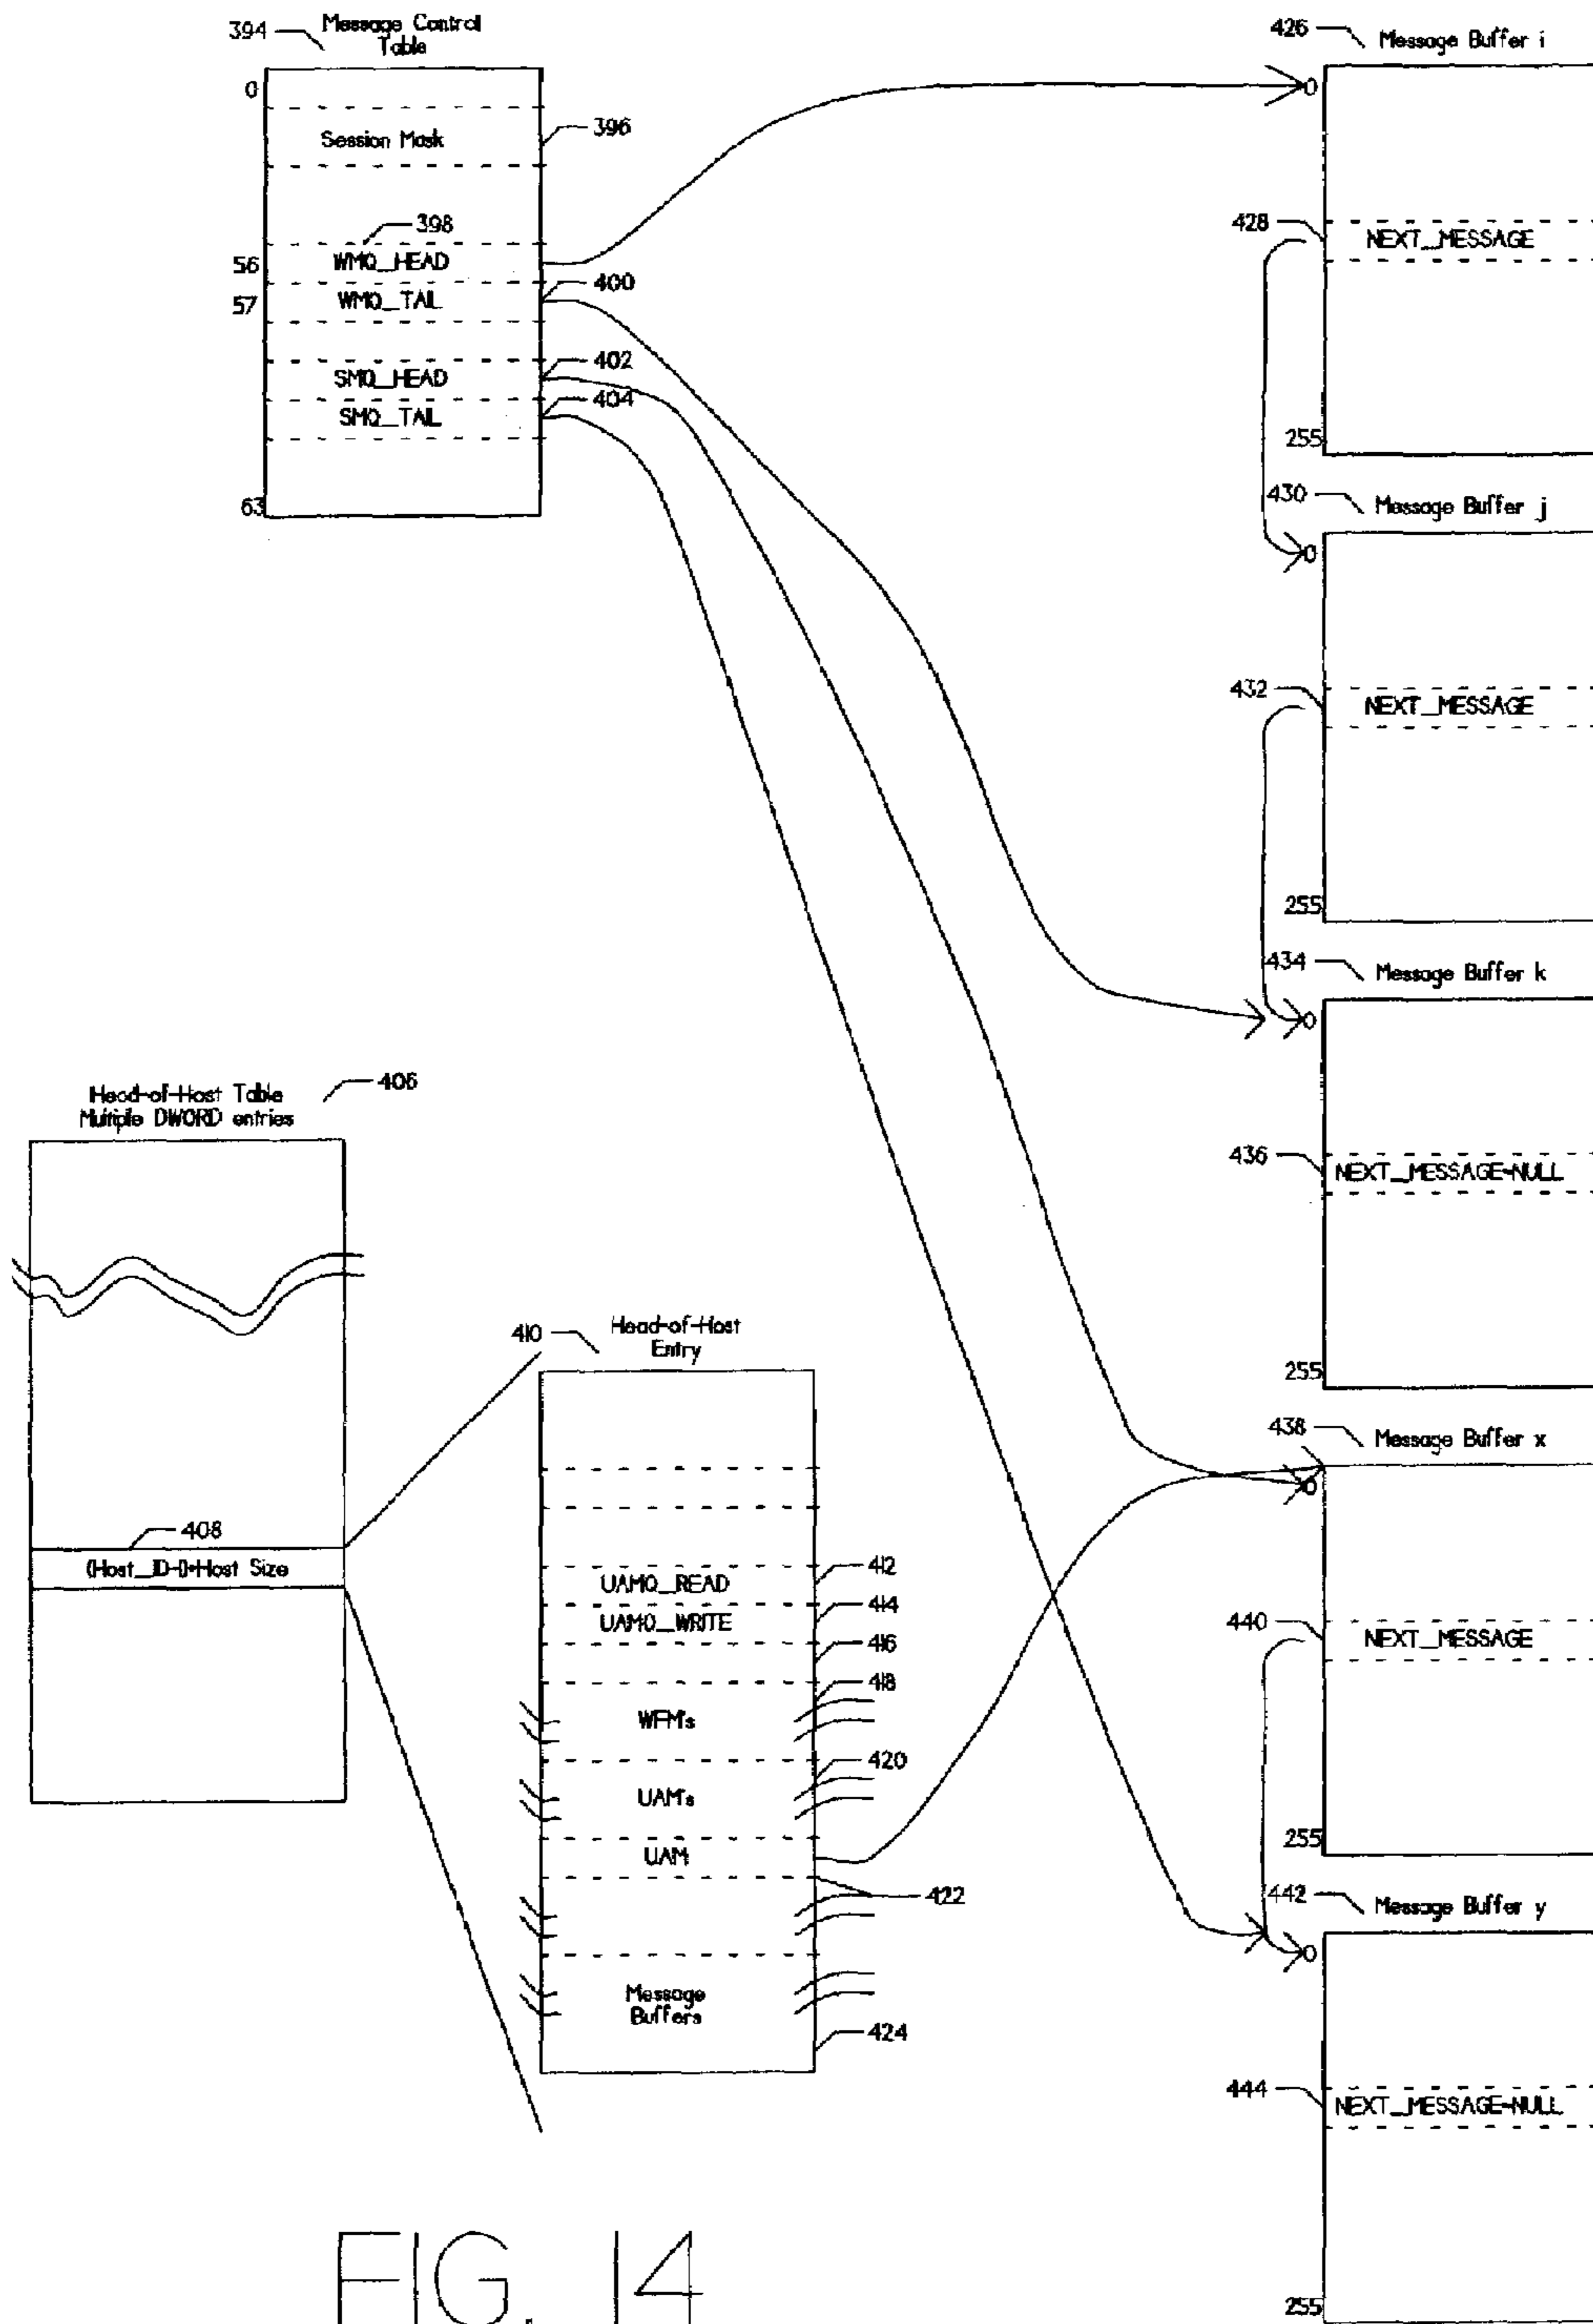 394
Message Control
Table
0
Session Mask
396
398
56
WMQ_HEAD
400
57
WMQ_TAIL
402
SMQ_HEAD
404
SMQ_TAIL
63
426
Message Buffer i
0
428
NEXT_MESSAGE
255
430
Message Buffer j
0
432
NEXT_MESSAGE
255
434
Message Buffer k
0
436
NEXT_MESSAGE=NULL
255
438
Message Buffer x
0
440
NEXT_MESSAGE
255
442
Message Buffer y
0
444
NEXT_MESSAGE=NULL
255
Head-of-Host Table
Multiple DWORD entries
406
408
(Host_ID-1)*Host Size
410
Head-of-Host
Entry
UAMQ_READ
412
UAMQ_WRITE
414
416
418
WFM's
420
UAM's
UAM
422
Message
Buffers
424
FIG. 14